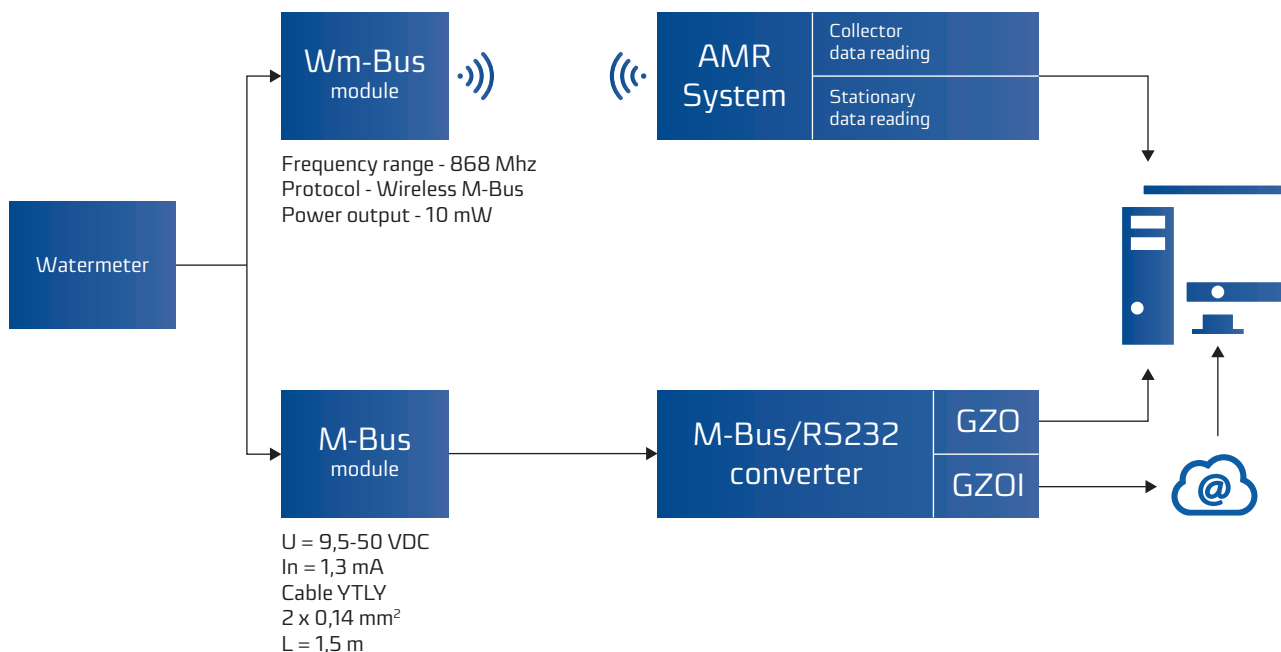 Wm-Bus
module
AMR
System
Collector
data reading
Stationary
data reading
Frequency range - 868 Mhz
Protocol - Wireless M-Bus
Power output - 10 mW
Watermeter
M-Bus
module
M-Bus/RS232
converter
GZO
GZOI
@
U = 9,5-50 VDC
In = 1,3 mA
Cable YTLY
2 x 0,14 mm²
L = 1,5 m